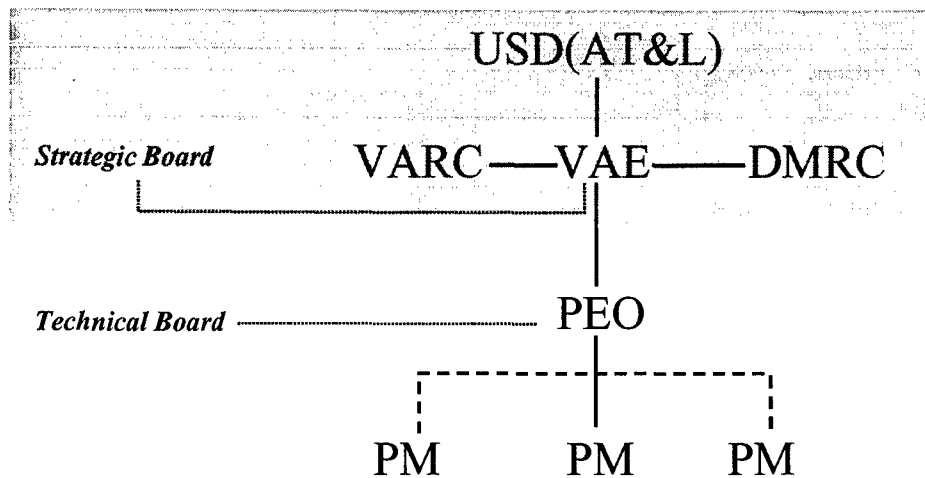 USD(AT&L)
Strategic Board VARC VAE DMRC
Technical Board PEO
PM PM PM